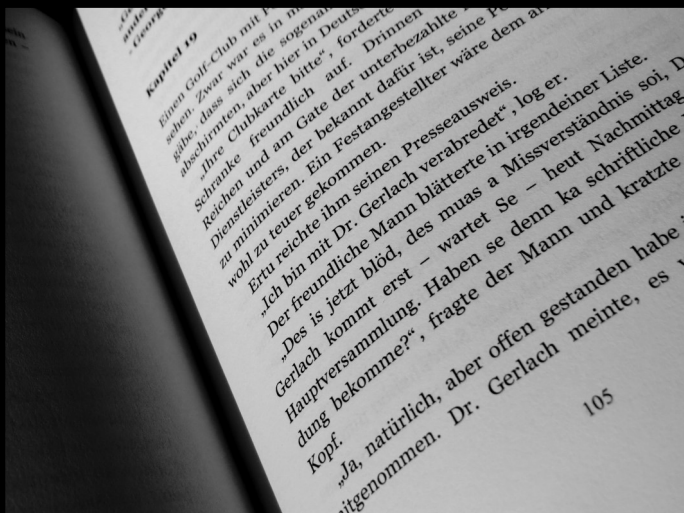 „Georg
Kapitel 19
Einen Golf-Club mit
sehen. Zwar war es in
gäbe, dass sich die sogenan
abschirmten, aber hier in Deuts
„Ihre Clubkarte bitte“, forderte
Schranke freundlich auf. Drinnen
Reichen und am Gate der unterbezahlte
Dienstleisters, der bekannt dafür ist, seine
zu minimieren. Ein Festangestellter wäre dem
wohl zu teuer gekommen.
Ertu reichte ihm seinen Presseausweis.
„Ich bin mit Dr. Gerlach verabredet“, log er.
Der freundliche Mann blätterte in irgendeiner Liste.
„Des is jetzt blöd, des muas a Missverständnis soi, D
Gerlach kommt erst – wartet Se – heut Nachmittag
Hauptversammlung. Haben se denn ka schriftliche
dung bekomme?“, fragte der Mann und kratzte
Kopf.
„Ja, natürlich, aber offen gestanden habe
mitgenommen. Dr. Gerlach meinte, es
105